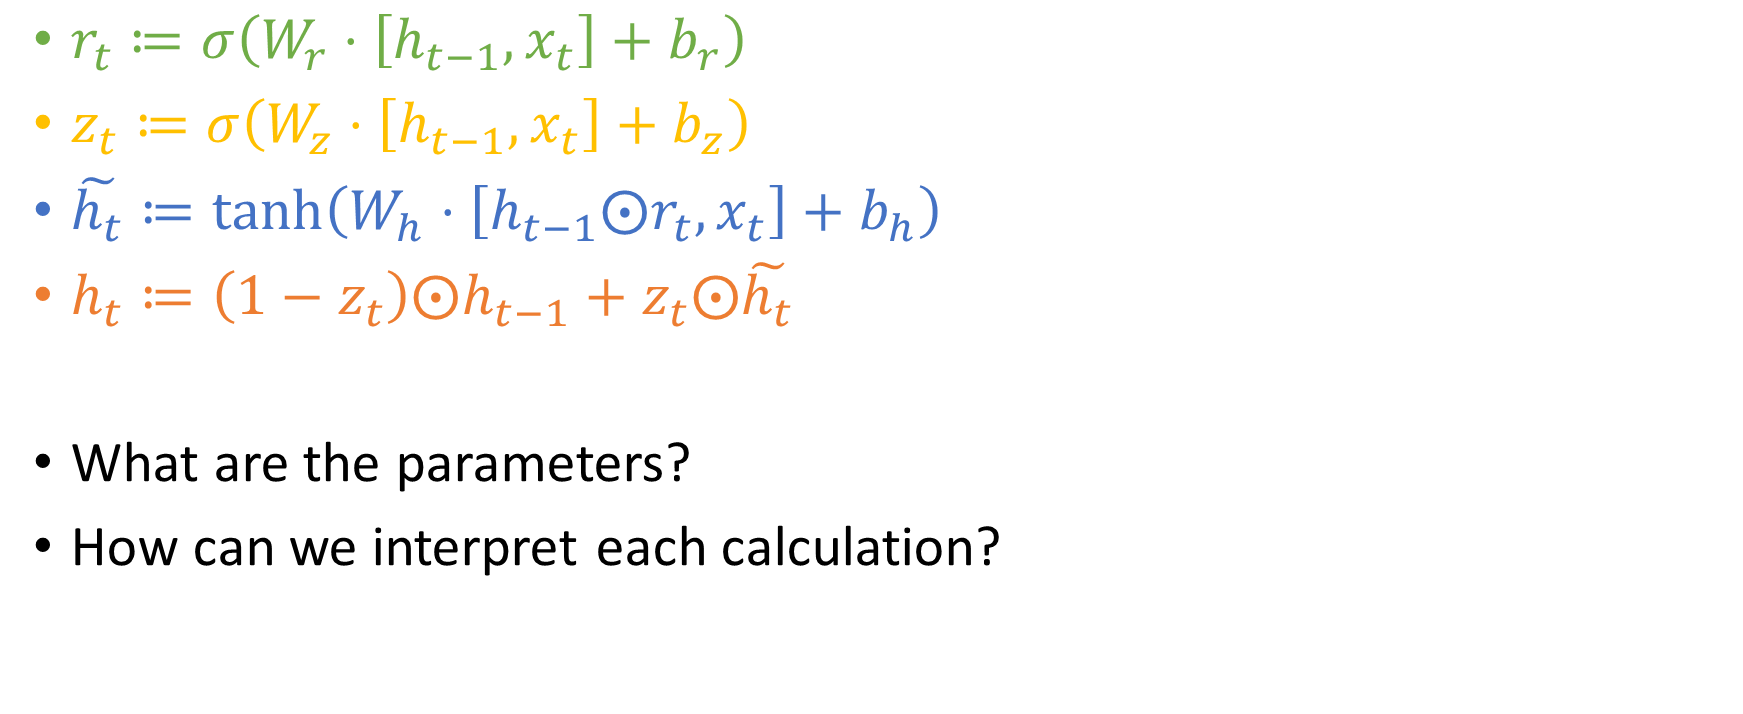 • r_t ≔ σ(W_r · [h_{t−1}, x_t] + b_r)
• z_t ≔ σ(W_z · [h_{t−1}, x_t] + b_z)
• h̃_t ≔ tanh(W_h · [h_{t−1}⊙r_t, x_t] + b_h)
• h_t ≔ (1 − z_t)⊙h_{t−1} + z_t⊙h̃_t
• What are the parameters?
• How can we interpret each calculation?